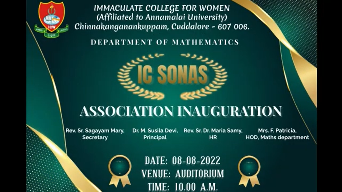 IMMACULATE COLLEGE FOR WOMEN
(Affiliated to Annamalai University)
Chinnakanganankuppam, Cuddalore - 607 006.
DEPARTMENT OF MATHEMATICS
IC SONAS
ASSOCIATION INAUGURATION
Rev. Sr. Sagayam Mary,
Secretary
Dr. M. Susila Devi,
Principal
Rev. Sr. Dr. Maria Samy,
HR
Mrs. F. Patricia,
HOD, Maths department
DATE: 08-08-2022
VENUE: AUDITORIUM
TIME: 10.00 A.M.